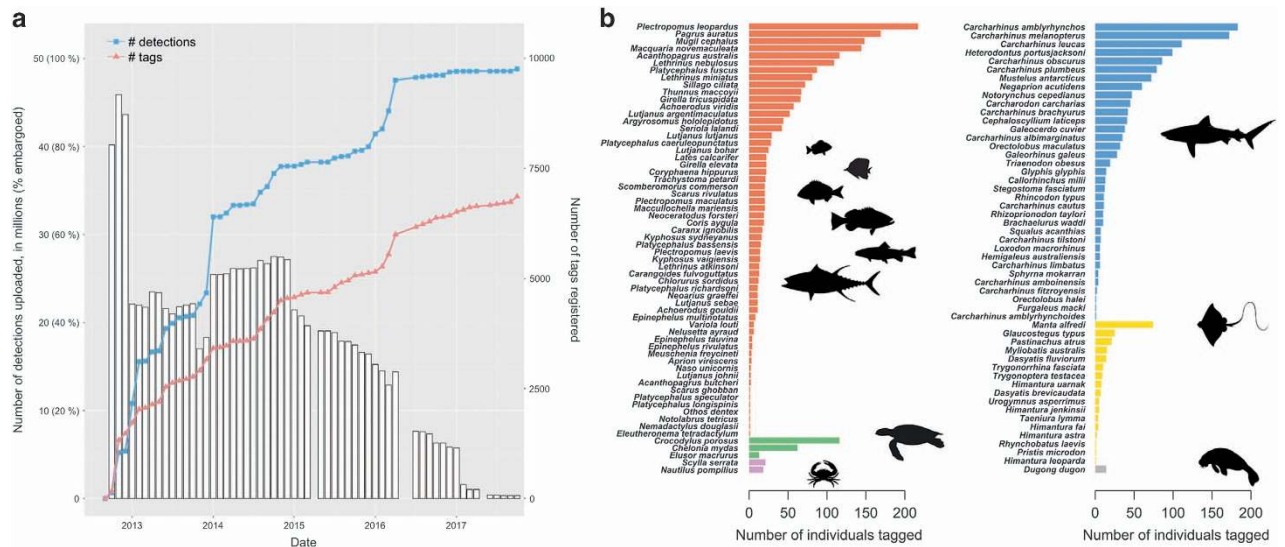 a
# detections
# tags
Number of detections uploaded, in millions (% embargoed)
50 (100 %)
40 (80 %)
30 (60 %)
20 (40 %)
10 (20 %)
0
10000
7500
5000
2500
0
Number of tags registered
2013
2014
2015
2016
2017
Date
b
Plectropomus leopardus
Pagrus auratus
Mugil cephalus
Macquaria novemaculeata
Acanthopagrus australis
Lethrinus nebulosus
Platycephalus fuscus
Lethrinus miniatus
Sillago ciliata
Thunnus maccoyii
Girella tricuspidata
Achoerodus viridis
Lutjanus argentimaculatus
Argyrosomus hololepidotus
Seriola lalandi
Lutjanus lutjanus
Platycephalus caeruleopunctatus
Lutjanus bohar
Lates calcarifer
Girella elevata
Coryphaena hippurus
Trachystoma petardi
Scomberomorus commerson
Scarus rivulatus
Plectropomus maculatus
Maccullochella mariensis
Neoceratodus forsteri
Coris aygula
Caranx ignobilis
Kyphosus sydneyanus
Platycephalus bassensis
Plectropomus laevis
Kyphosus vaigiensis
Lethrinus atkinsoni
Carangoides fulvoguttatus
Chlorurus sordidus
Platycephalus richardsoni
Neoarius graeffei
Lutjanus sebae
Achoerodus gouldii
Epinephelus multinotatus
Variola louti
Nelusetta ayraud
Epinephelus tauvina
Epinephelus rivulatus
Meuschenia freycineti
Aprion virescens
Naso unicornis
Lutjanus johnii
Acanthopagrus butcheri
Scarus ghobban
Platycephalus speculator
Platycephalus longispinis
Othos dentex
Notolabrus tetricus
Nemadactylus douglasii
Eleutheronema tetradactylum
Crocodylus porosus
Chelonia mydas
Elusor macrurus
Scylla serrata
Nautilus pompilius
0 50 100 150 200
Number of individuals tagged
Carcharhinus amblyrhynchos
Carcharhinus melanopterus
Carcharhinus leucas
Heterodontus portusjacksoni
Carcharhinus obscurus
Carcharhinus plumbeus
Mustelus antarcticus
Negaprion acutidens
Notorynchus cepedianus
Carcharodon carcharias
Carcharhinus brachyurus
Cephaloscyllium laticeps
Galeocerdo cuvier
Carcharhinus albimarginatus
Orectolobus maculatus
Galeorhinus galeus
Triaenodon obesus
Glyphis glyphis
Callorhinchus milii
Stegostoma fasciatum
Rhincodon typus
Carcharhinus cautus
Rhizoprionodon taylori
Brachaelurus waddi
Squalus acanthias
Carcharhinus tilstoni
Loxodon macrorhinus
Hemigaleus australiensis
Carcharhinus limbatus
Sphyrna mokarran
Carcharhinus amboinensis
Carcharhinus fitzroyensis
Orectolobus halei
Furgaleus macki
Carcharhinus amblyrhynchoides
Manta alfredi
Glaucostegus typus
Pastinachus atrus
Myliobatis australis
Dasyatis fluviorum
Trygonorrhina fasciata
Trygonoptera testacea
Himantura uarnak
Dasyatis brevicaudata
Urogymnus asperrimus
Himantura jenkinsii
Taeniura lymma
Himantura fai
Himantura astra
Rhynchobatus laevis
Pristis microdon
Himantura leoparda
Dugong dugon
0 50 100 150 200
Number of individuals tagged